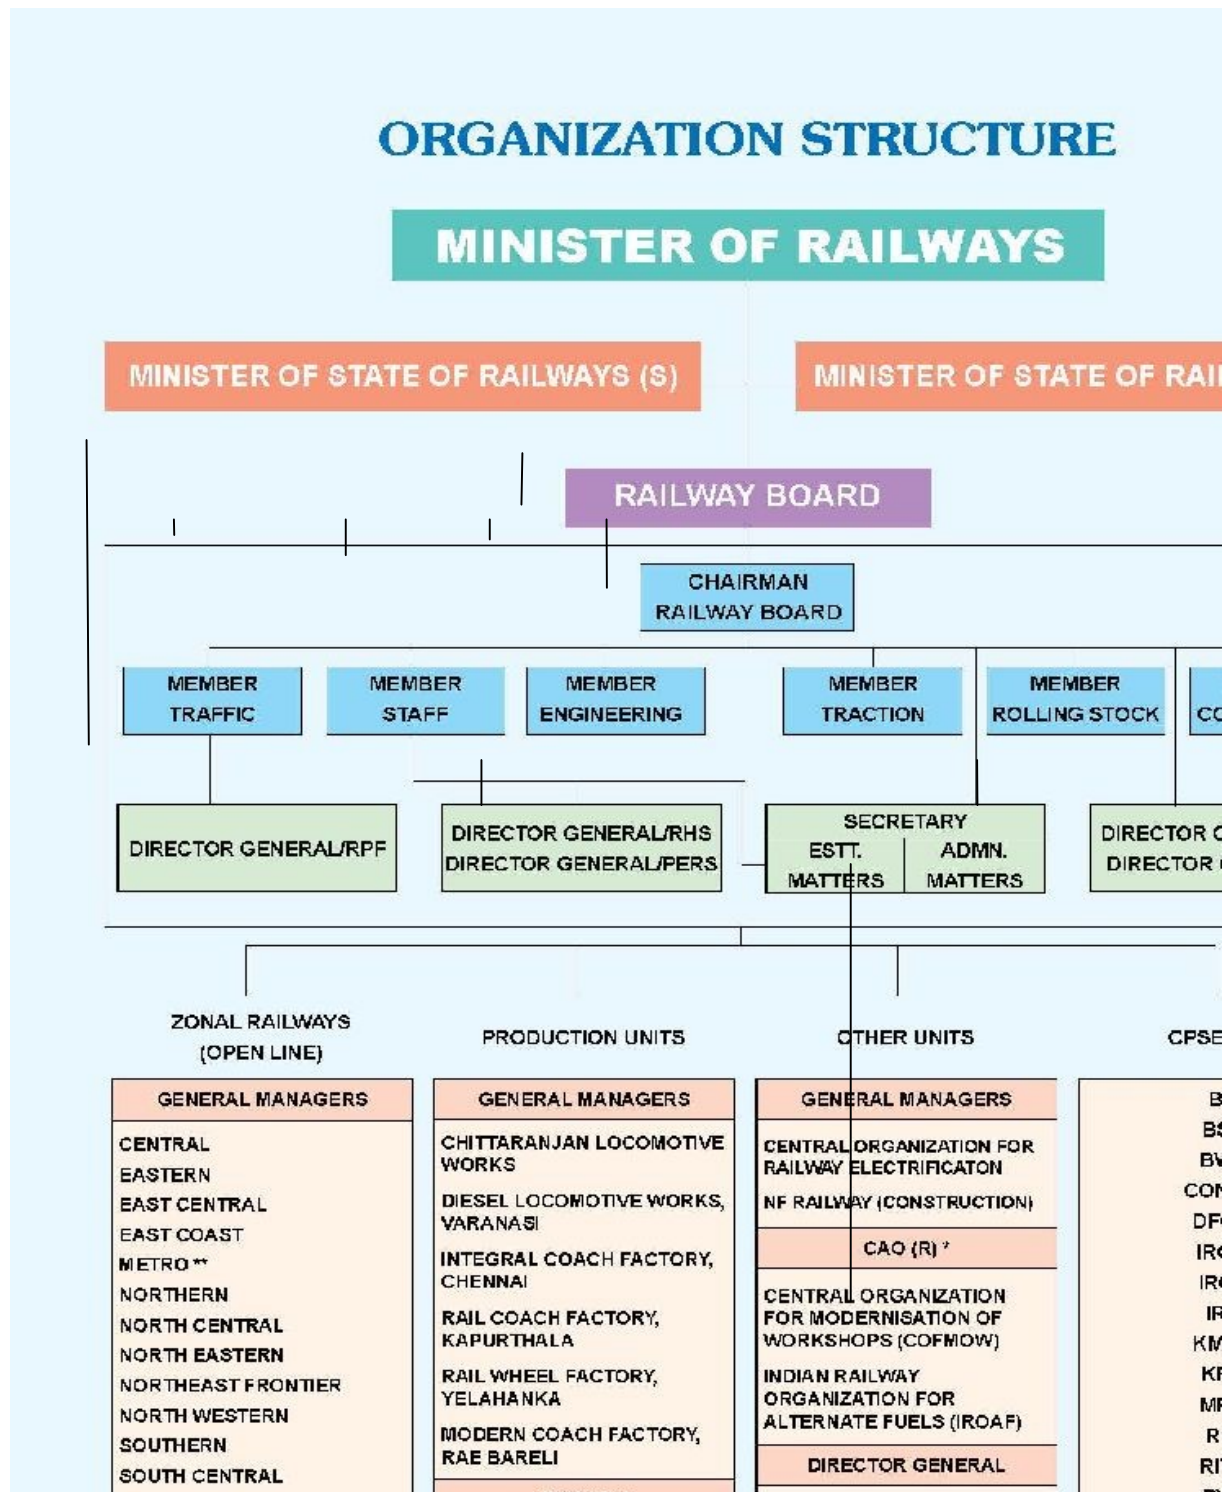 ORGANIZATION STRUCTURE
MINISTER OF RAILWAYS
MINISTER OF STATE OF RAILWAYS (S)
MINISTER OF STATE OF
RAILWAY BOARD
CHAIRMAN
RAILWAY BOARD
MEMBER
TRAFFIC
MEMBER
STAFF
MEMBER
ENGINEERING
MEMBER
TRACTION
MEMBER
ROLLING STOCK
DIRECTOR GENERAL/RPF
DIRECTOR GENERAL/RHS
DIRECTOR GENERAL/PERS
SECRETARY
ESTT.
MATTERS
ADMN.
MATTERS
DIRECTOR
DIRECTOR
ZONAL RAILWAYS
(OPEN LINE)
GENERAL MANAGERS
CENTRAL
EASTERN
EAST CENTRAL
EAST COAST
METRO **
NORTHERN
NORTH CENTRAL
NORTH EASTERN
NORTHEAST FRONTIER
NORTH WESTERN
SOUTHERN
SOUTH CENTRAL
PRODUCTION UNITS
GENERAL MANAGERS
CHITTARANJAN LOCOMOTIVE
WORKS
DIESEL LOCOMOTIVE WORKS,
VARANASI
INTEGRAL COACH FACTORY,
CHENNAI
RAIL COACH FACTORY,
KAPURTHALA
RAIL WHEEL FACTORY,
YELAHANKA
MODERN COACH FACTORY,
RAE BARELI
OTHER UNITS
GENERAL MANAGERS
CENTRAL ORGANIZATION FOR
RAILWAY ELECTRIFICATON
NF RAILWAY (CONSTRUCTION)
CAO (R) *
CENTRAL ORGANIZATION
FOR MODERNISATION OF
WORKSHOPS (COFMOW)
INDIAN RAILWAY
ORGANIZATION FOR
ALTERNATE FUELS (IROAF)
DIRECTOR GENERAL